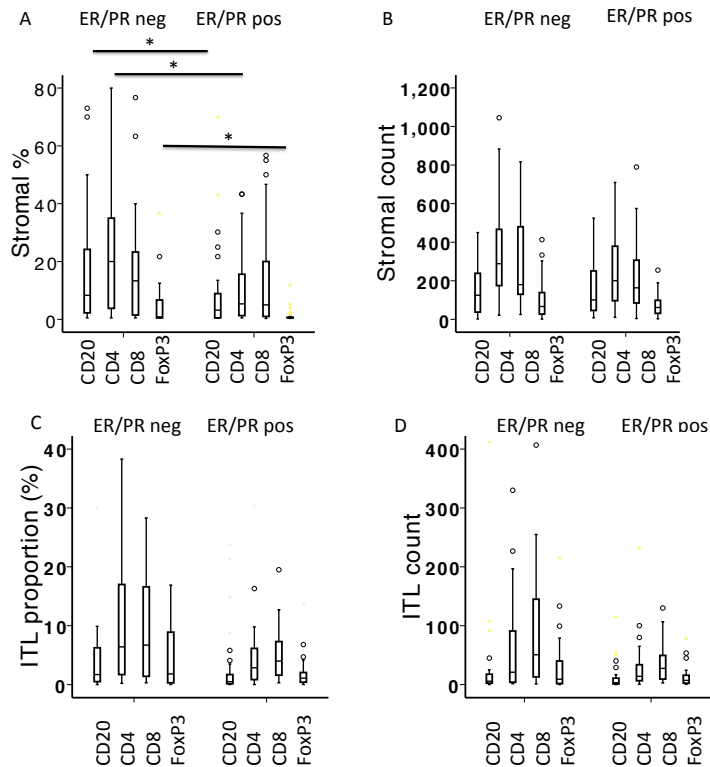 A ER/PR neg ER/PR pos
*
*
*
Stromal %
80
60
40
20
0
CD20 CD4 CD8 FoxP3 CD20 CD4 CD8 FoxP3
B ER/PR neg ER/PR pos
Stromal count
1,200
1,000
800
600
400
200
0
CD20 CD4 CD8 FoxP3 CD20 CD4 CD8 FoxP3
C ER/PR neg ER/PR pos
ITL proportion (%)
40
30
20
10
0
CD20 CD4 CD8 FoxP3 CD20 CD4 CD8 FoxP3
D ER/PR neg ER/PR pos
ITL count
400
300
200
100
0
CD20 CD4 CD8 FoxP3 CD20 CD4 CD8 FoxP3